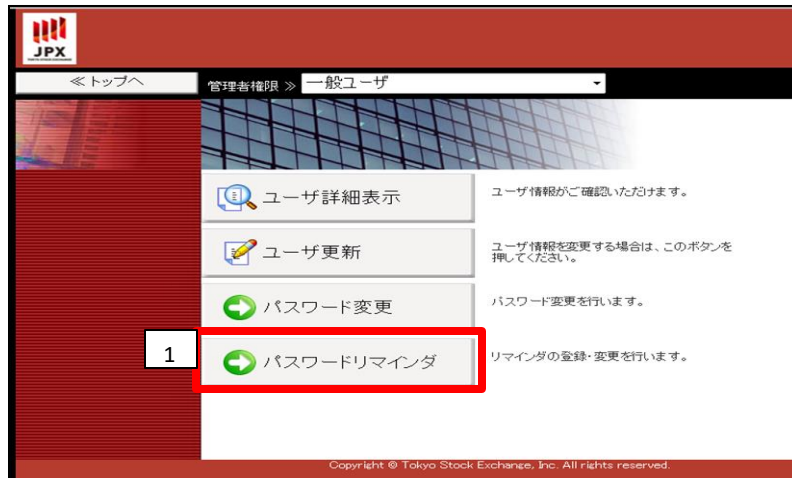 JPX
TOKYO STOCK EXCHANGE
≪トップへ
管理者権限 ≫ 一般ユーザ
ユーザ詳細表示
ユーザ情報がご確認いただけます。
ユーザ更新
ユーザ情報を変更する場合は、このボタンを
押してください。
パスワード変更
パスワード変更を行います。
1
パスワードリマインダ
リマインダの登録・変更を行います。
Copyright © Tokyo Stock Exchange, Inc. All rights reserved.